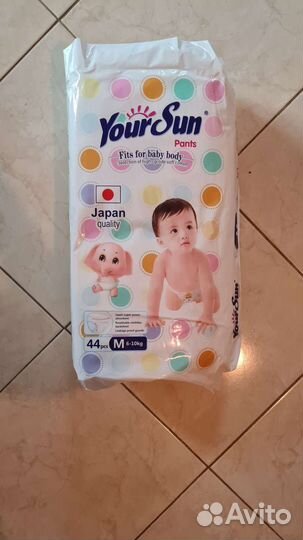 YourSun
Pants
Fits for baby body
Japan
quality
44pcs M 6-10kg
YourSun
Avito